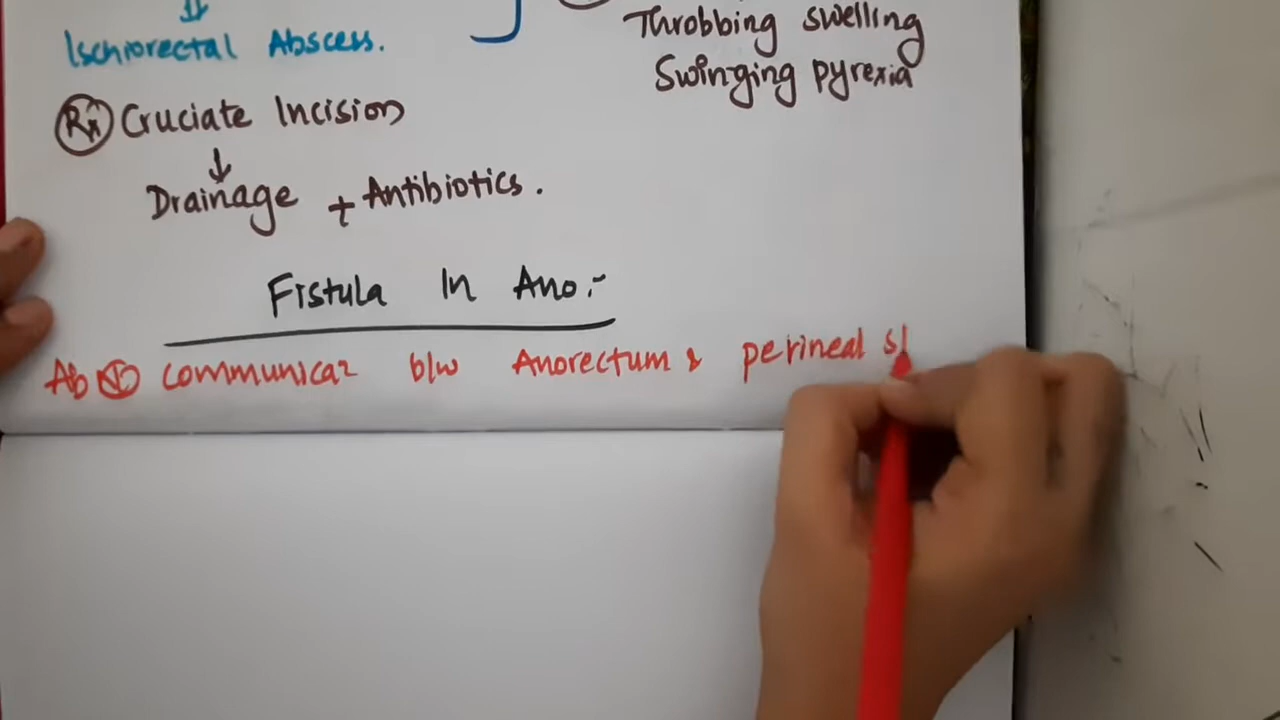 Ischiorectal Abscess.
Throbbing swelling
Swinging pyrexia
Rx Cruciate Incision
↓
Drainage + Antibiotics.
Fistula In Ano:-
Ab(N) communica² b/w Anorectum & perineal